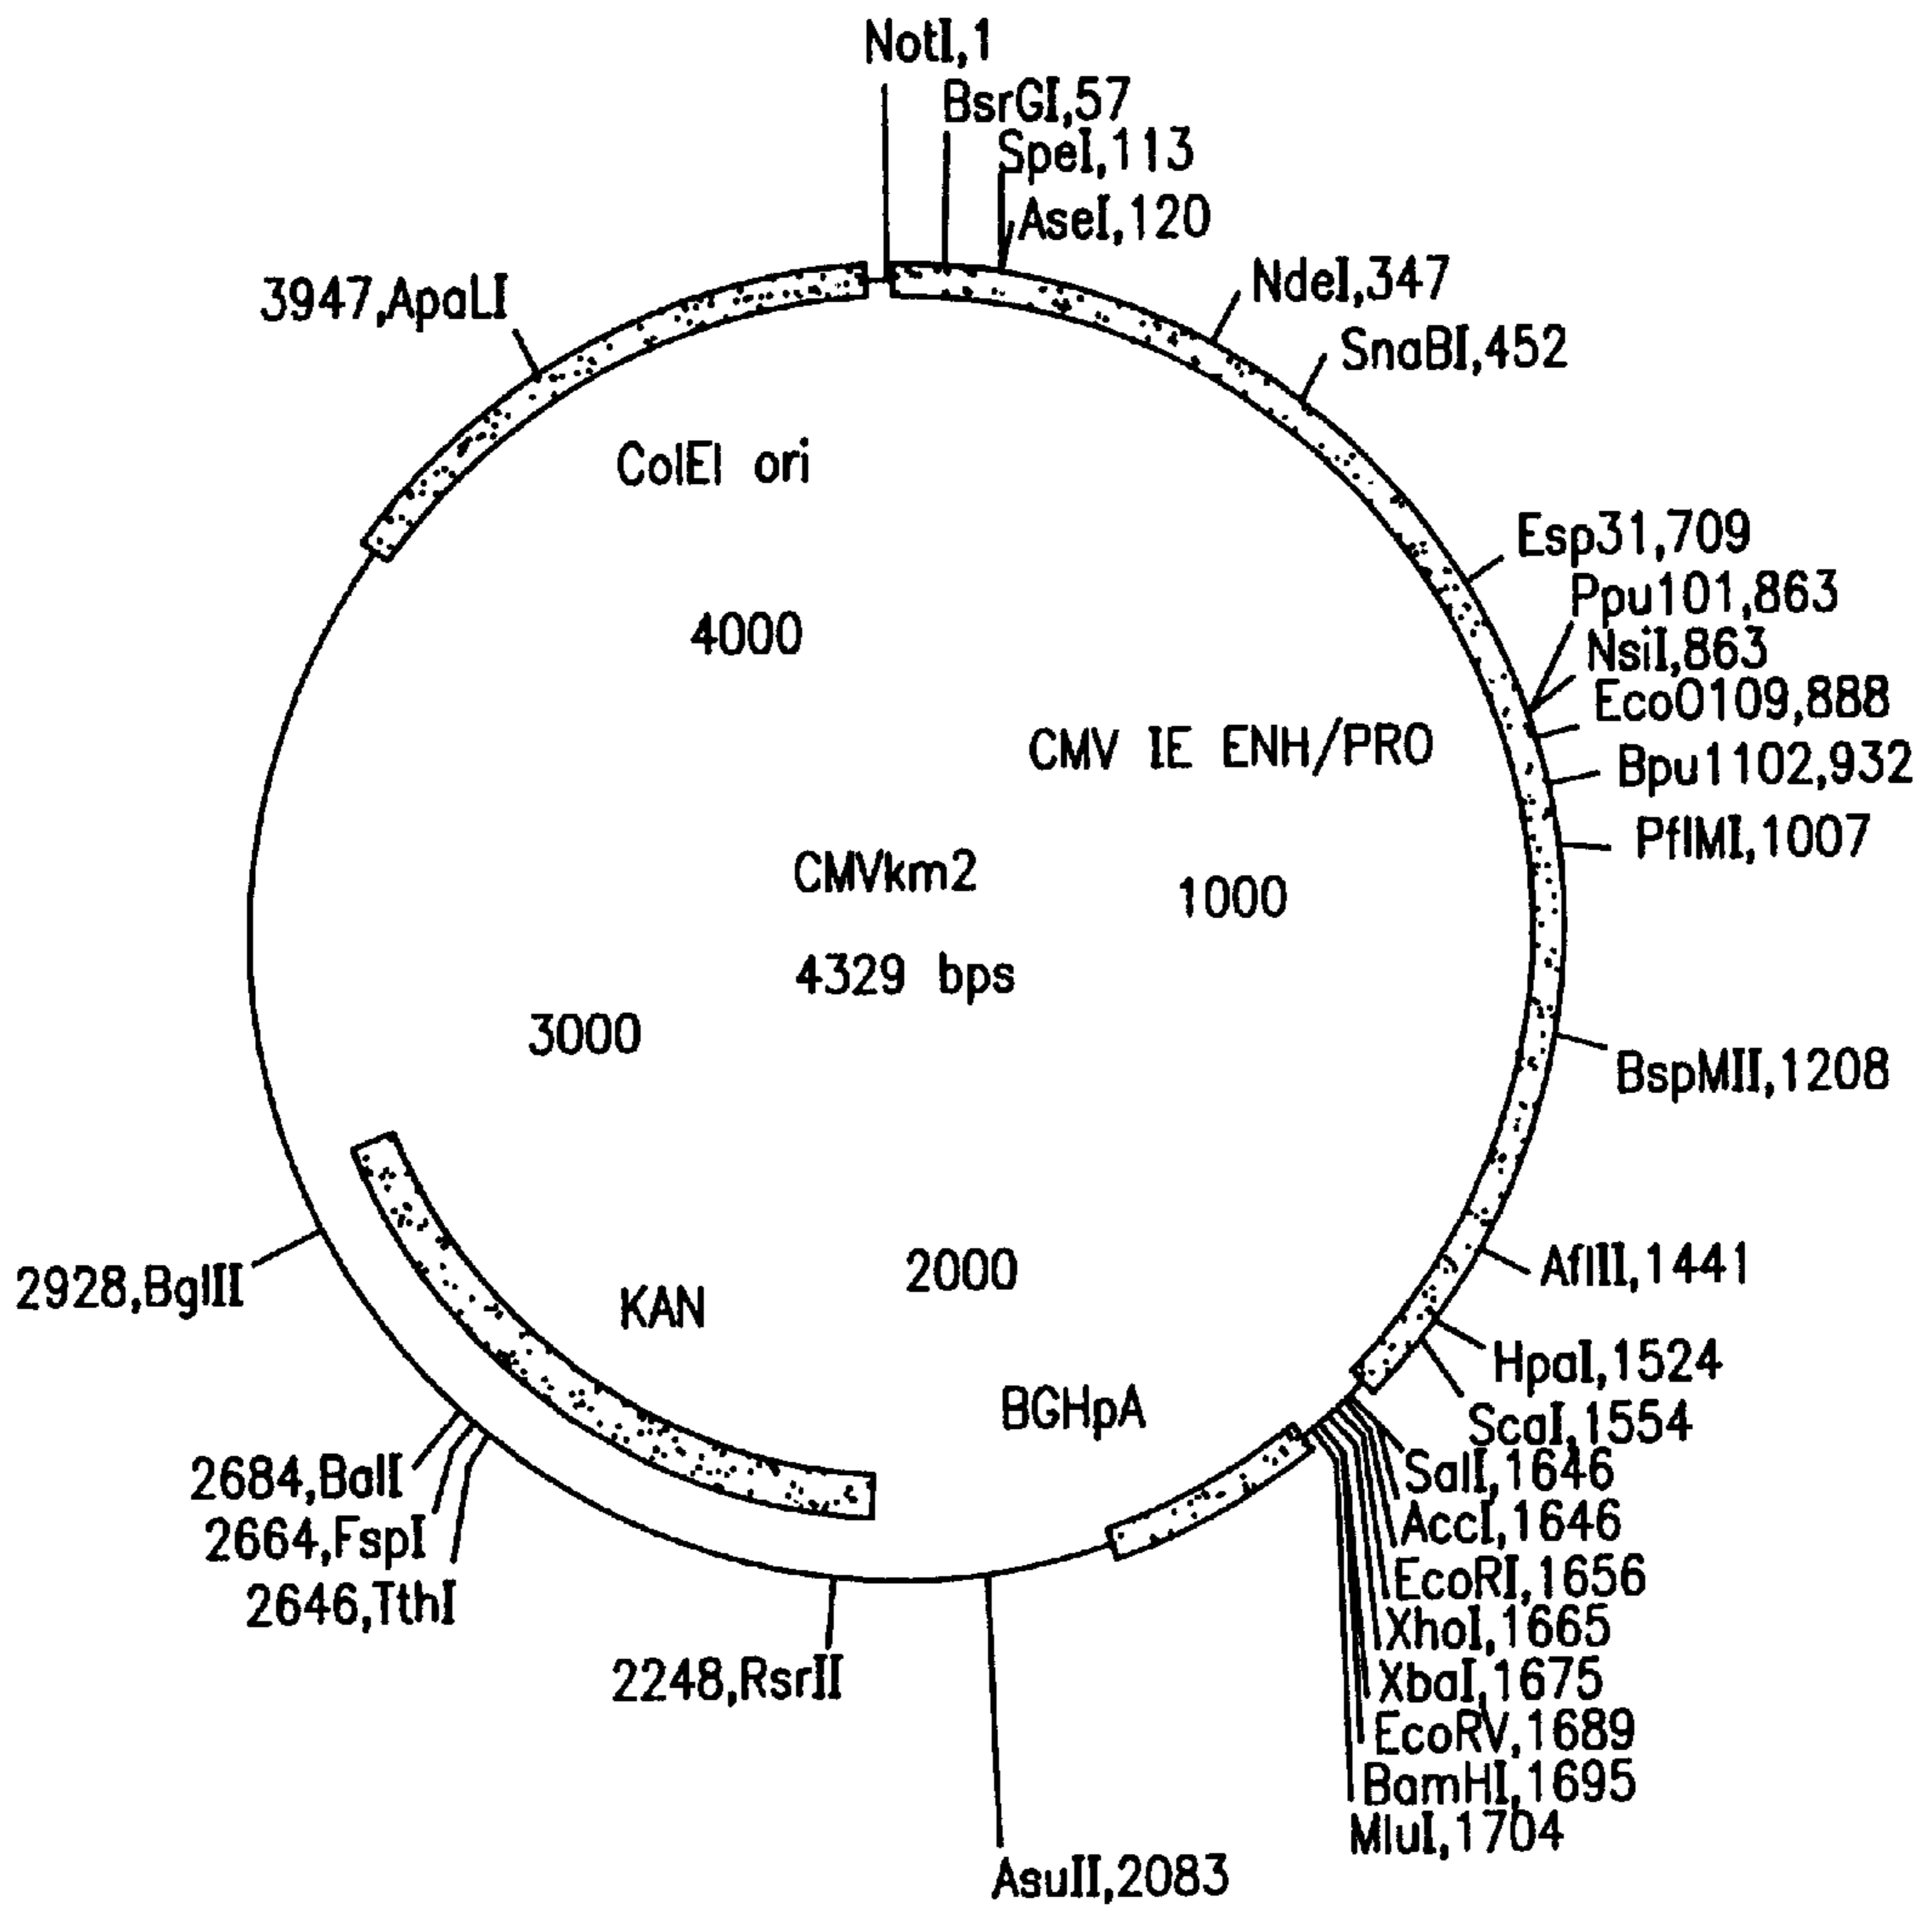 NotI,1
BsrGI,57
SpeI,113
AseI,120
NdeI,347
SnaBI,452
3947,ApaLI
ColEI ori
Esp31,709
Ppu101,863
NsiI,863
EcoO109,888
Bpu1102,932
PflMI,1007
4000
CMV IE ENH/PRO
CMVkm2
1000
4329 bps
3000
BspMII,1208
AflII,1441
2000
2928,BglII
KAN
HpaI,1524
BGHpA
ScaI,1554
SalI,1646
2684,BalI
AccI,1646
2664,FspI
EcoRI,1656
2646,TthI
XhoI,1665
2248,RsrII
XbaI,1675
EcoRV,1689
BamHI,1695
MluI,1704
AsuII,2083